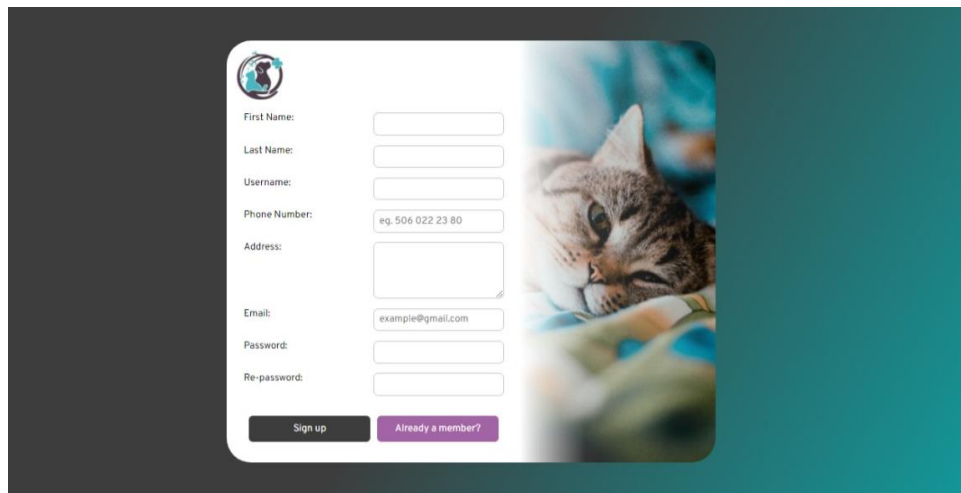 First Name:
Last Name:
Username:
Phone Number:
eg. 506 022 23 80
Address:
Email:
example@gmail.com
Password:
Re-password:
Sign up
Already a member?